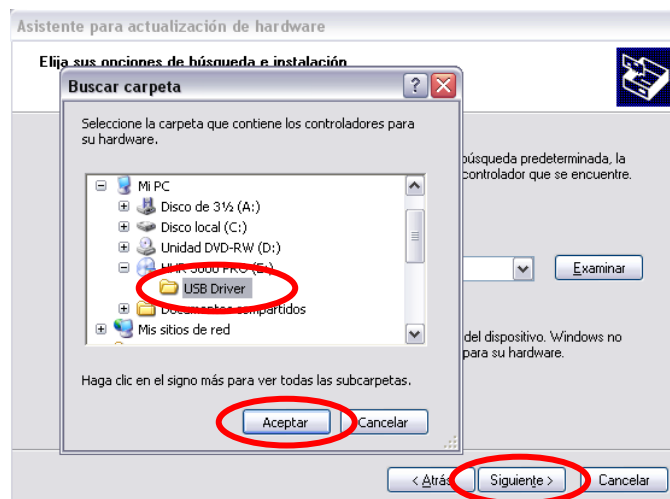 Asistente para actualización de hardware
Elija sus opciones de búsqueda e instalación
Buscar carpeta
Seleccione la carpeta que contiene los controladores para
su hardware.
búsqueda predeterminada, la
controlador que se encuentre.
Mi PC
Disco de 3½ (A:)
Disco local (C:)
Unidad DVD-RW (D:)
3000 PRO (E:)
USB Driver
Documentos compartidos
Mis sitios de red
Examinar
del dispositivo. Windows no
para su hardware.
Haga clic en el signo más para ver todas las subcarpetas.
Aceptar
Cancelar
< Atrás
Siguiente >
Cancelar